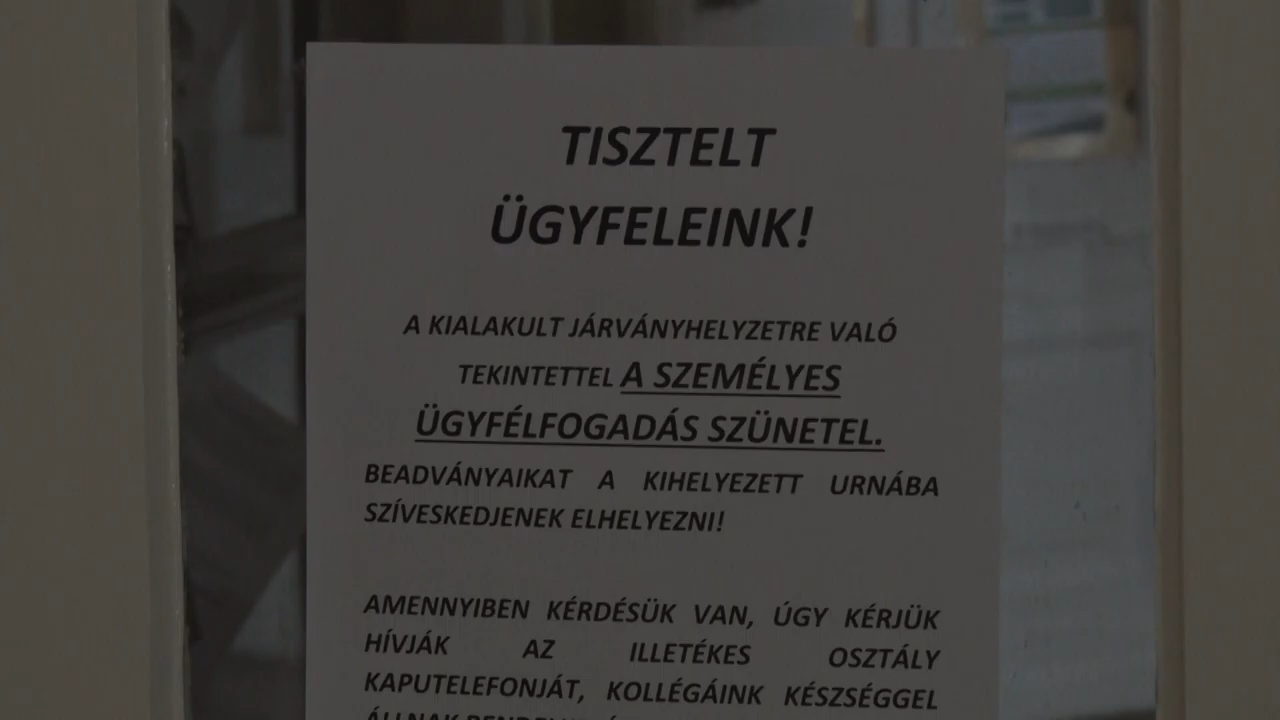 TISZTELT
ÜGYFELEINK!
A KIALAKULT JÁRVÁNYHELYZETRE VALÓ
TEKINTETTEL A SZEMÉLYES
ÜGYFÉLFOGADÁS SZÜNETEL.
BEADVÁNYAIKAT A KIHELYEZETT URNÁBA
SZÍVESKEDJENEK ELHELYEZNI!
AMENNYIBEN KÉRDÉSÜK VAN, ÚGY KÉRJÜK
HÍVJÁK AZ ILLETÉKES OSZTÁLY
KAPUTELEFONJÁT, KOLLÉGÁINK KÉSZSÉGGEL